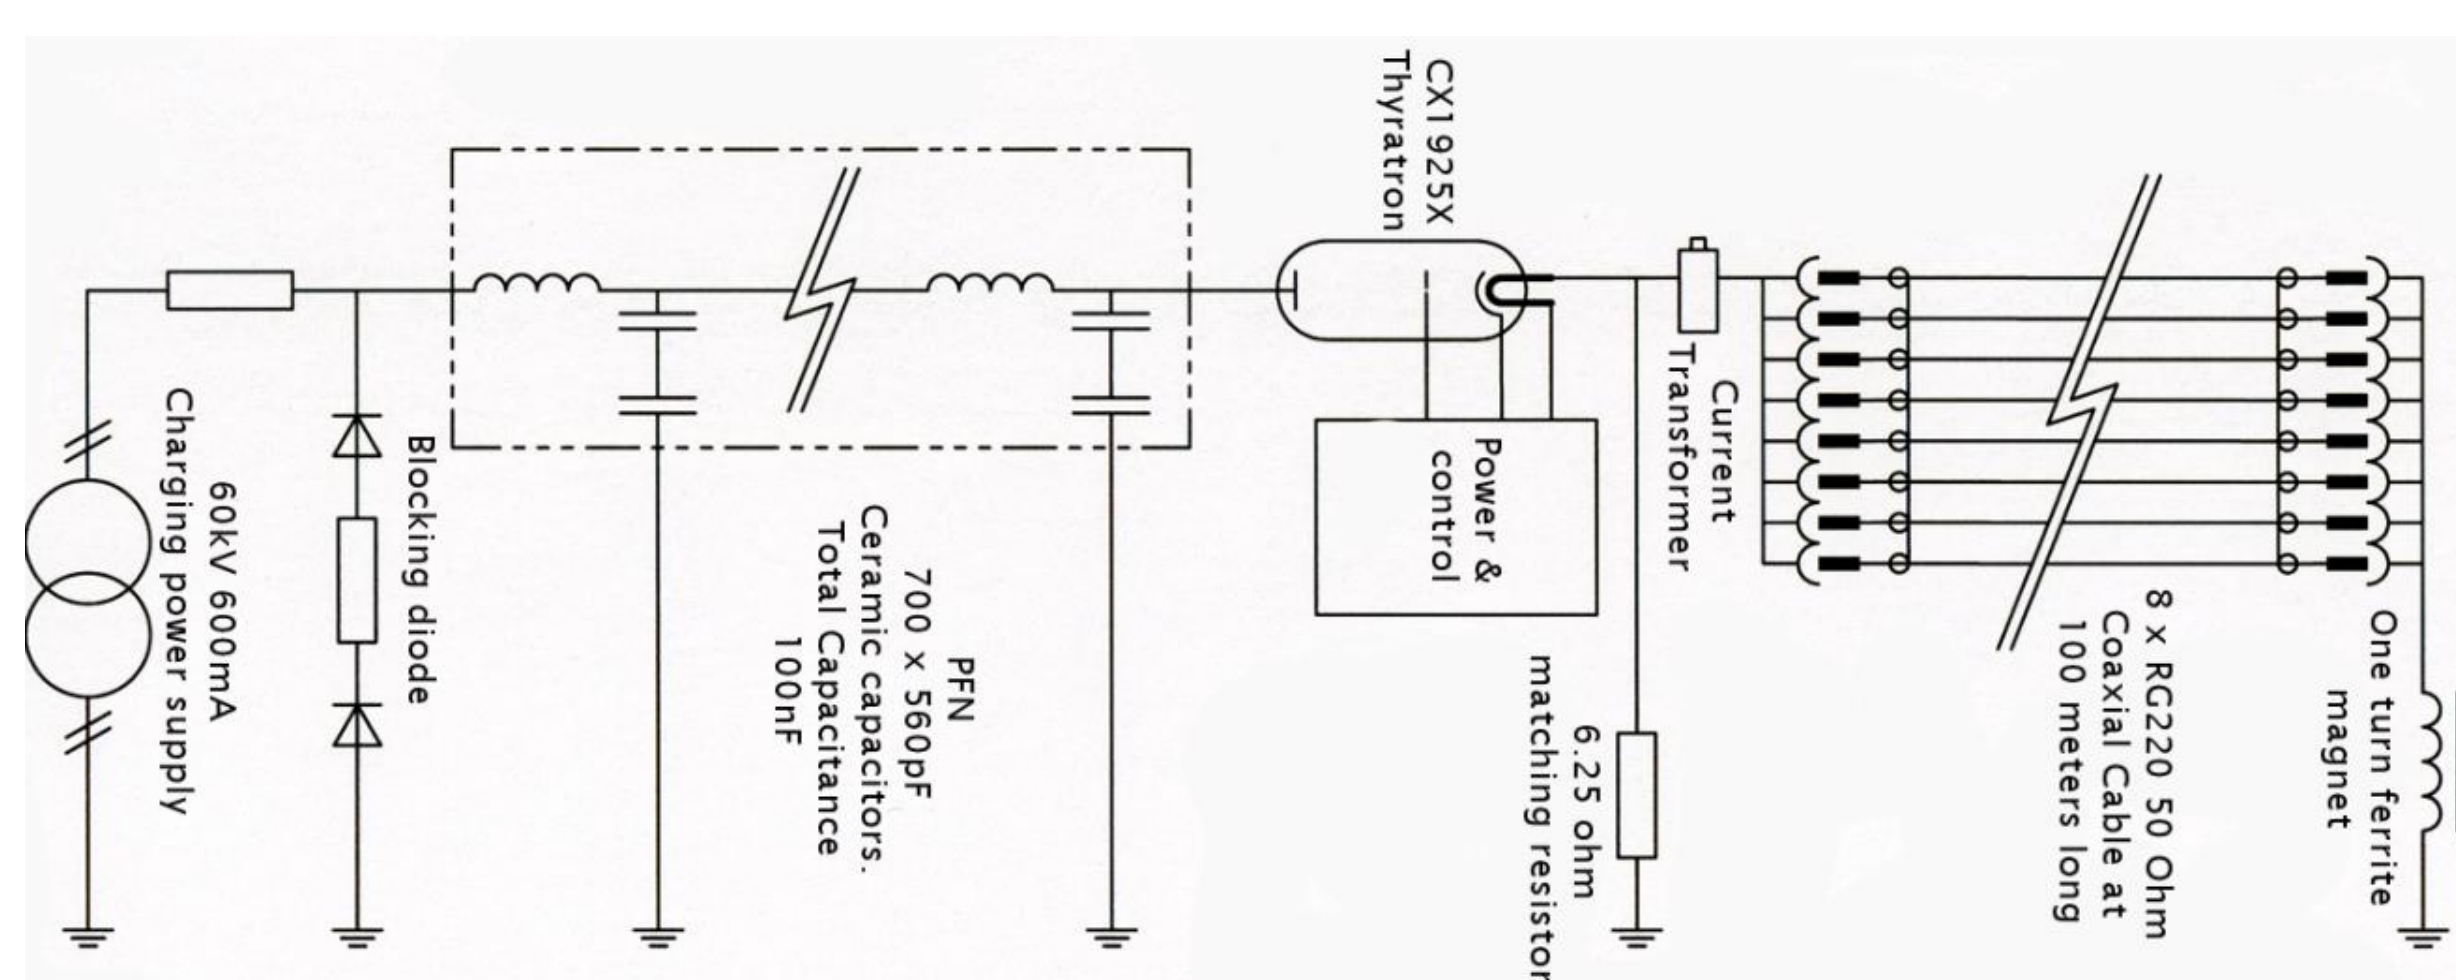 60kV 600mA
Charging power supply
Blocking diode
PFN
700 x 560pF
Ceramic capacitors.
Total Capacitance
100nF
CX1925X
Thyratron
Power &
control
6.25 ohm
matching resistor
Current
Transformer
8 x RG220 50 Ohm
Coaxial Cable at
100 meters long
One turn ferrite
magnet